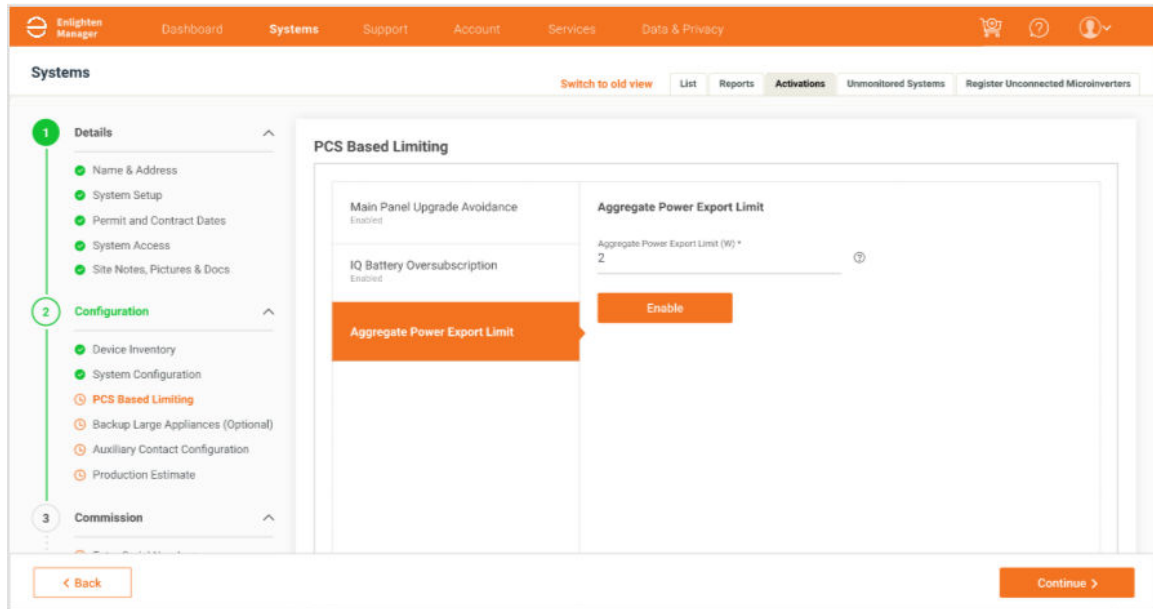 Enlighten Manager
Dashboard
Systems
Support
Account
Services
Data & Privacy
Systems
Switch to old view
List
Reports
Activations
Unmonitored Systems
Register Unconnected Microinverters
1
Details
Name & Address
System Setup
Permit and Contract Dates
System Access
Site Notes, Pictures & Docs
2
Configuration
Device Inventory
System Configuration
PCS Based Limiting
Backup Large Appliances (Optional)
Auxiliary Contact Configuration
Production Estimate
3
Commission
PCS Based Limiting
Main Panel Upgrade Avoidance
Enabled
IQ Battery Oversubscription
Enabled
Aggregate Power Export Limit
Aggregate Power Export Limit
Aggregate Power Export Limit (W) *
2
Enable
< Back
Continue >